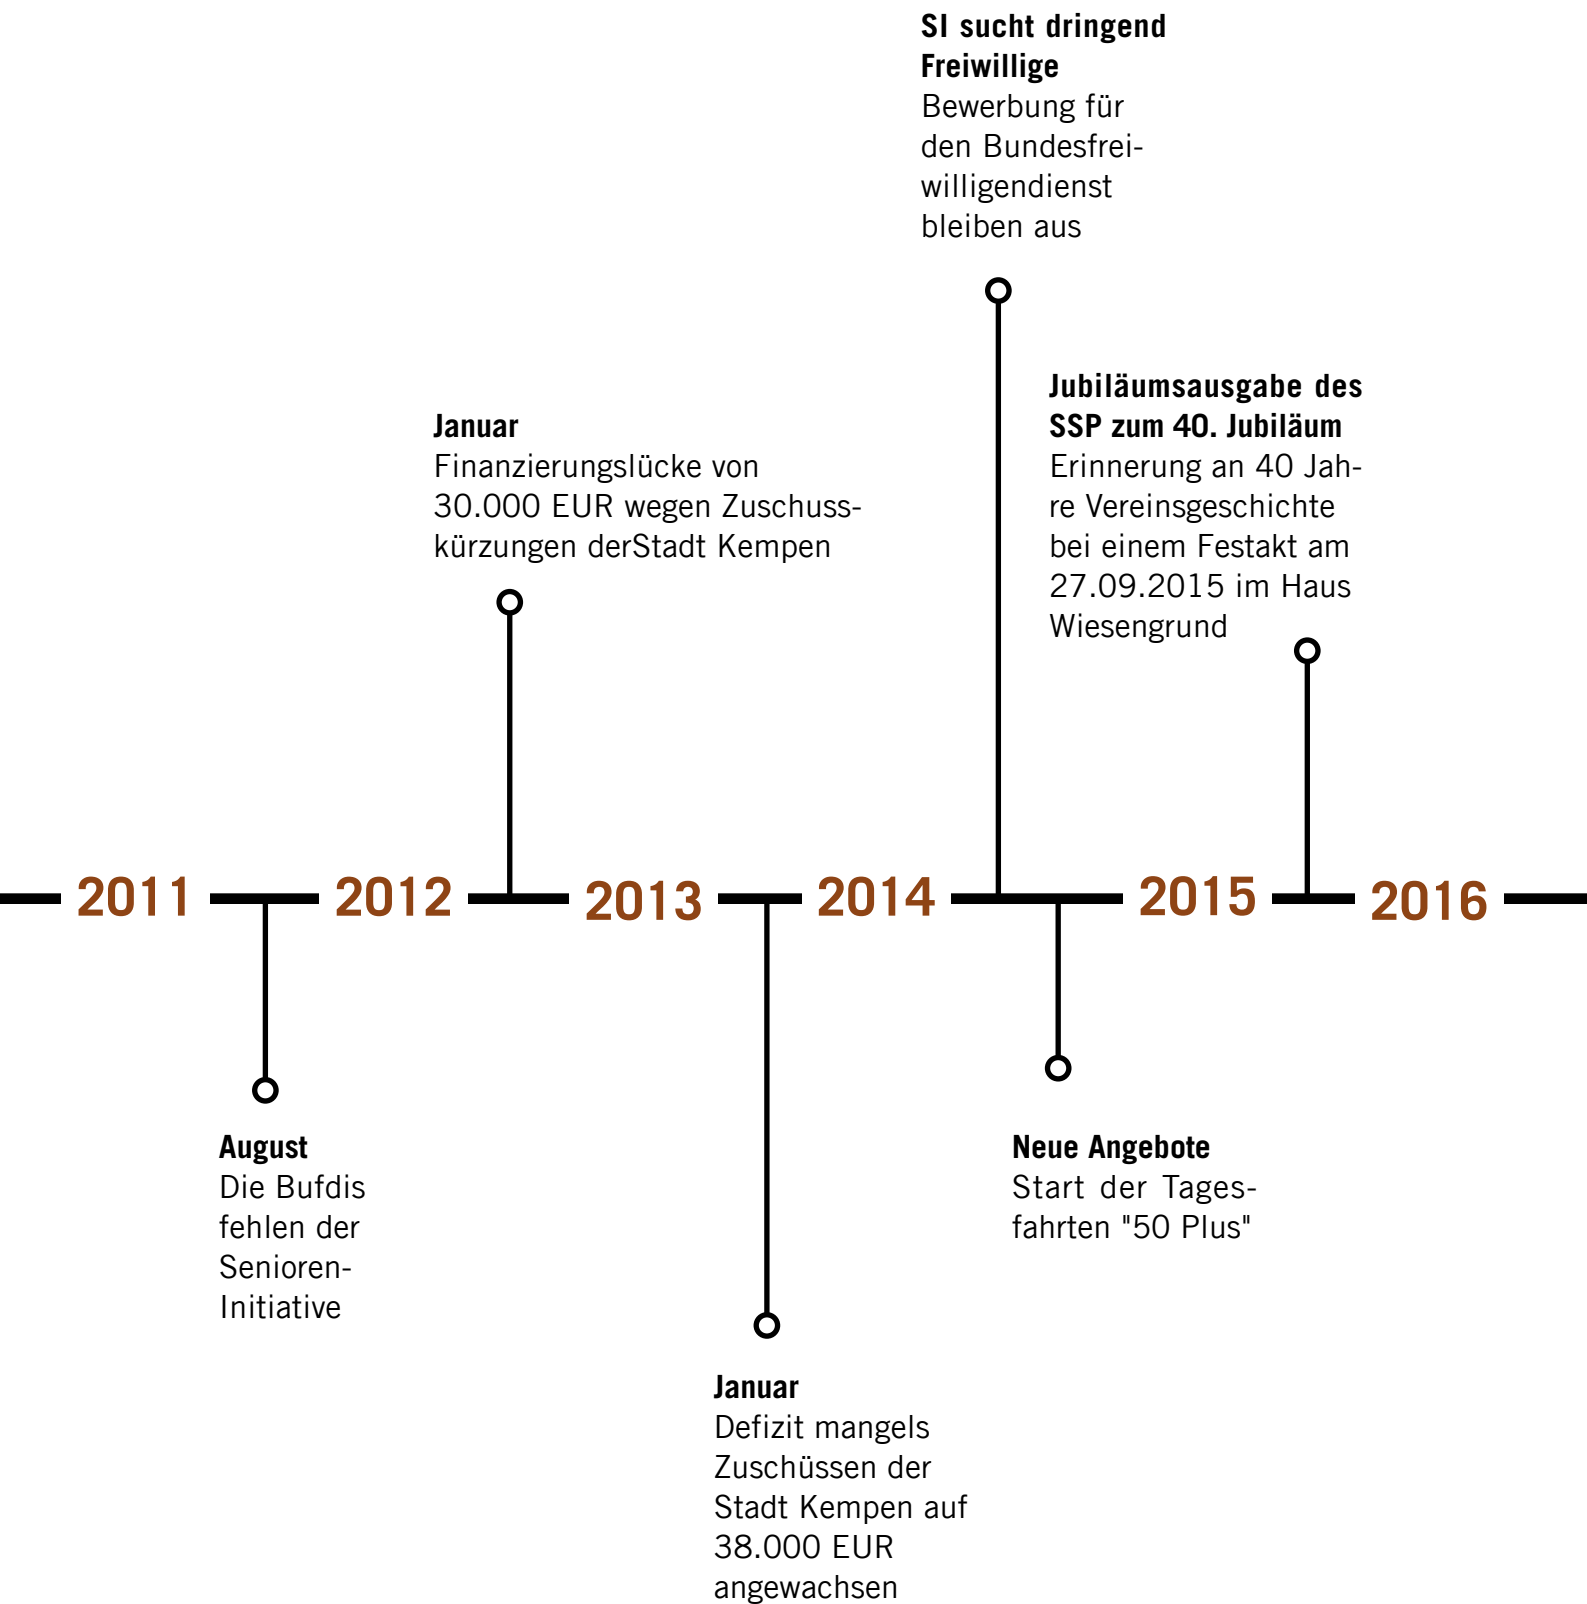 SI sucht dringend
Freiwillige
Bewerbung für
den Bundesfrei-
willigendienst
bleiben aus
Januar
Finanzierungslücke von
30.000 EUR wegen Zuschuss-
kürzungen derStadt Kempen
Jubiläumsausgabe des
SSP zum 40. Jubiläum
Erinnerung an 40 Jah-
re Vereinsgeschichte
bei einem Festakt am
27.09.2015 im Haus
Wiesengrund
2011
2012
2013
2014
2015
2016
August
Die Bufdis
fehlen der
Senioren-
Initiative
Januar
Defizit mangels
Zuschüssen der
Stadt Kempen auf
38.000 EUR
angewachsen
Neue Angebote
Start der Tages-
fahrten "50 Plus"